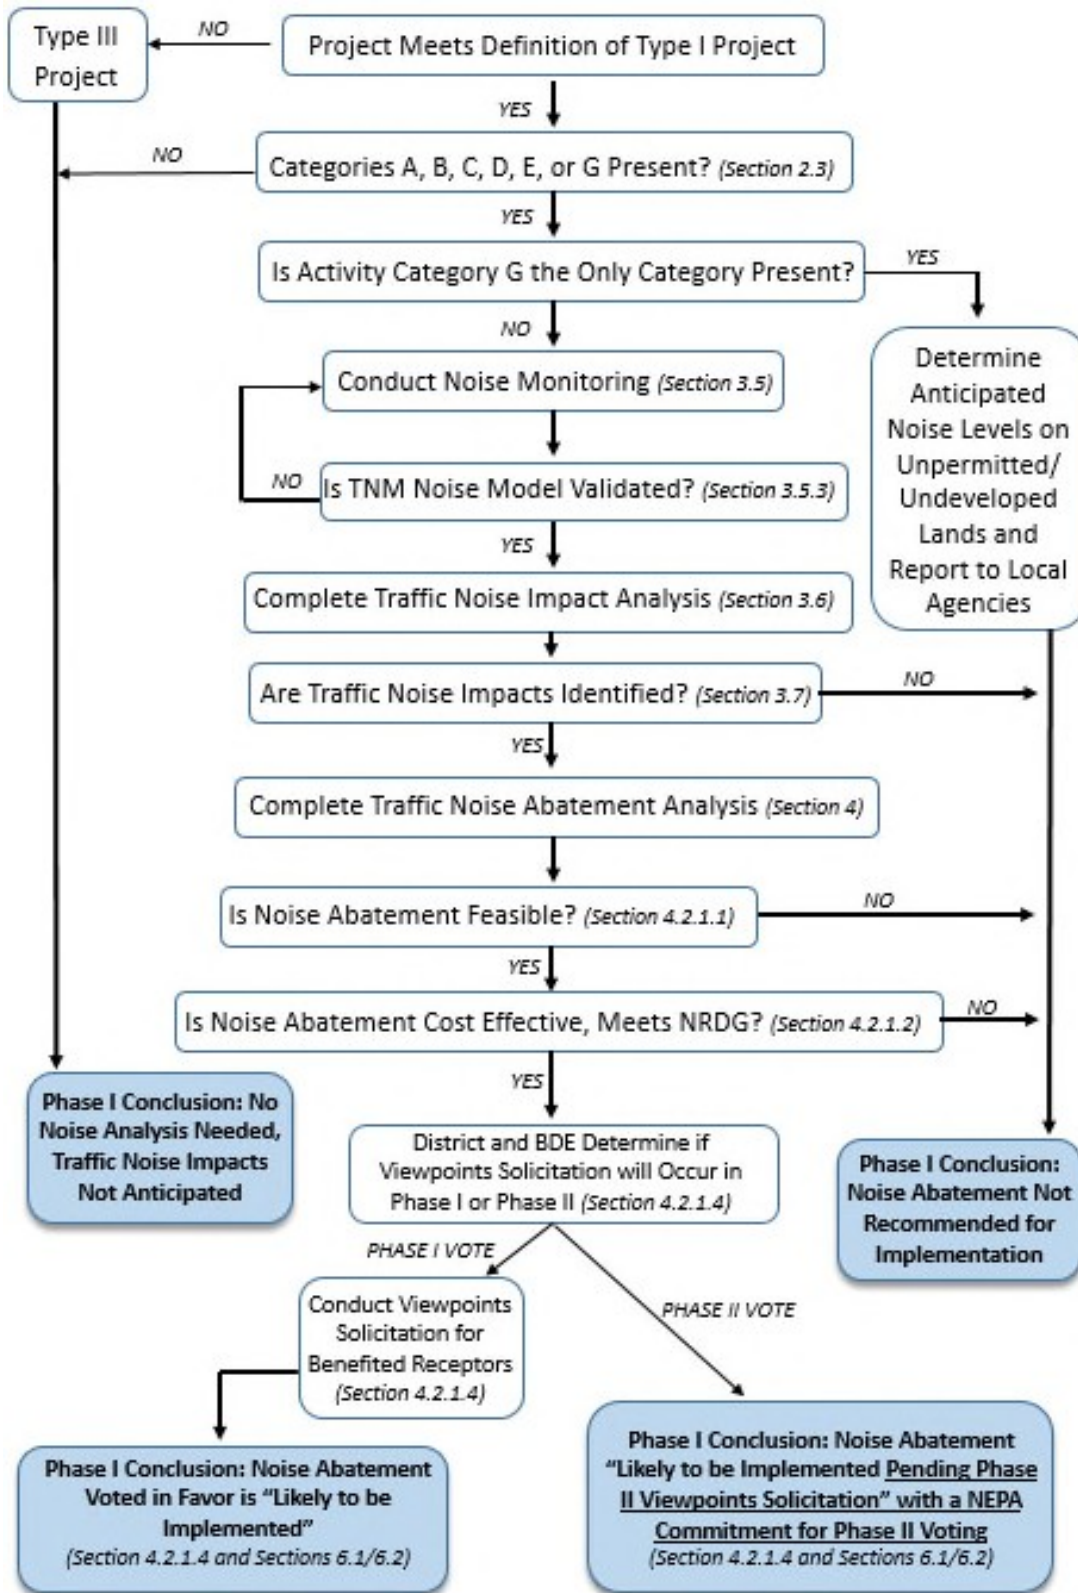 Type III
Project
NO
Project Meets Definition of Type I Project
YES
NO
Categories A, B, C, D, E, or G Present? (Section 2.3)
YES
Is Activity Category G the Only Category Present?
YES
NO
Determine
Anticipated
Noise Levels on
Unpermitted/
Undeveloped
Lands and
Report to Local
Agencies
Conduct Noise Monitoring (Section 3.5)
NO
Is TNM Noise Model Validated? (Section 3.5.3)
YES
Complete Traffic Noise Impact Analysis (Section 3.6)
Are Traffic Noise Impacts Identified? (Section 3.7)
NO
YES
Complete Traffic Noise Abatement Analysis (Section 4)
Is Noise Abatement Feasible? (Section 4.2.1.1)
NO
YES
Is Noise Abatement Cost Effective, Meets NRDG? (Section 4.2.1.2)
NO
YES
Phase I Conclusion: No
Noise Analysis Needed,
Traffic Noise Impacts
Not Anticipated
District and BDE Determine if
Viewpoints Solicitation will Occur in
Phase I or Phase II (Section 4.2.1.4)
Phase I Conclusion:
Noise Abatement Not
Recommended for
Implementation
PHASE I VOTE
PHASE II VOTE
Conduct Viewpoints
Solicitation for
Benefited Receptors
(Section 4.2.1.4)
Phase I Conclusion: Noise Abatement
Voted in Favor is “Likely to be
Implemented”
(Section 4.2.1.4 and Sections 6.1/6.2)
Phase I Conclusion: Noise Abatement
“Likely to be Implemented Pending Phase
II Viewpoints Solicitation” with a NEPA
Commitment for Phase II Voting
(Section 4.2.1.4 and Sections 6.1/6.2)